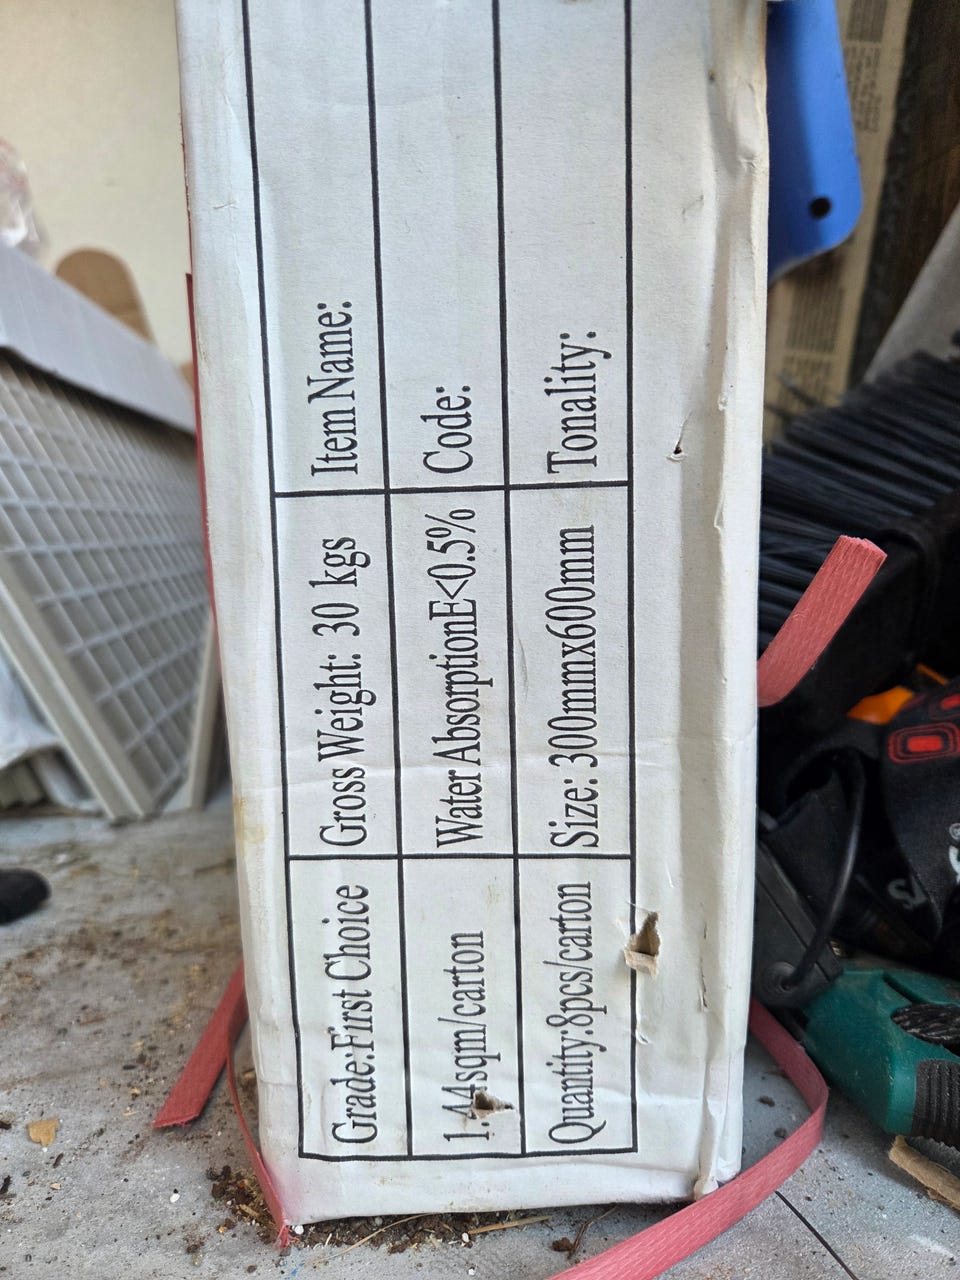 Grade:First Choice
Gross Weight: 30 kgs
Item Name:
1.44sqm/carton
Water AbsorptionE<0.5%
Code:
Quantity:8pcs/carton
Size: 300mmx600mm
Tonality: